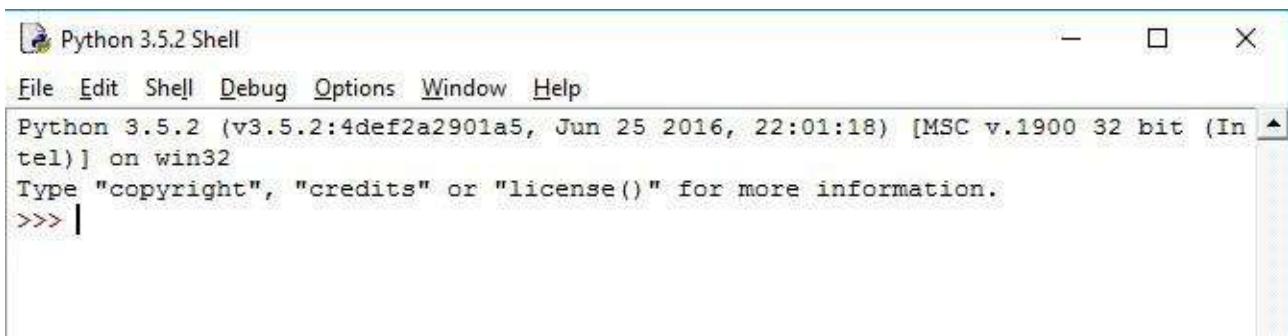 Python 3.5.2 Shell
File Edit Shell Debug Options Window Help
Python 3.5.2 (v3.5.2:4def2a2901a5, Jun 25 2016, 22:01:18) [MSC v.1900 32 bit (In
tel)] on win32
Type "copyright", "credits" or "license()" for more information.
>>>